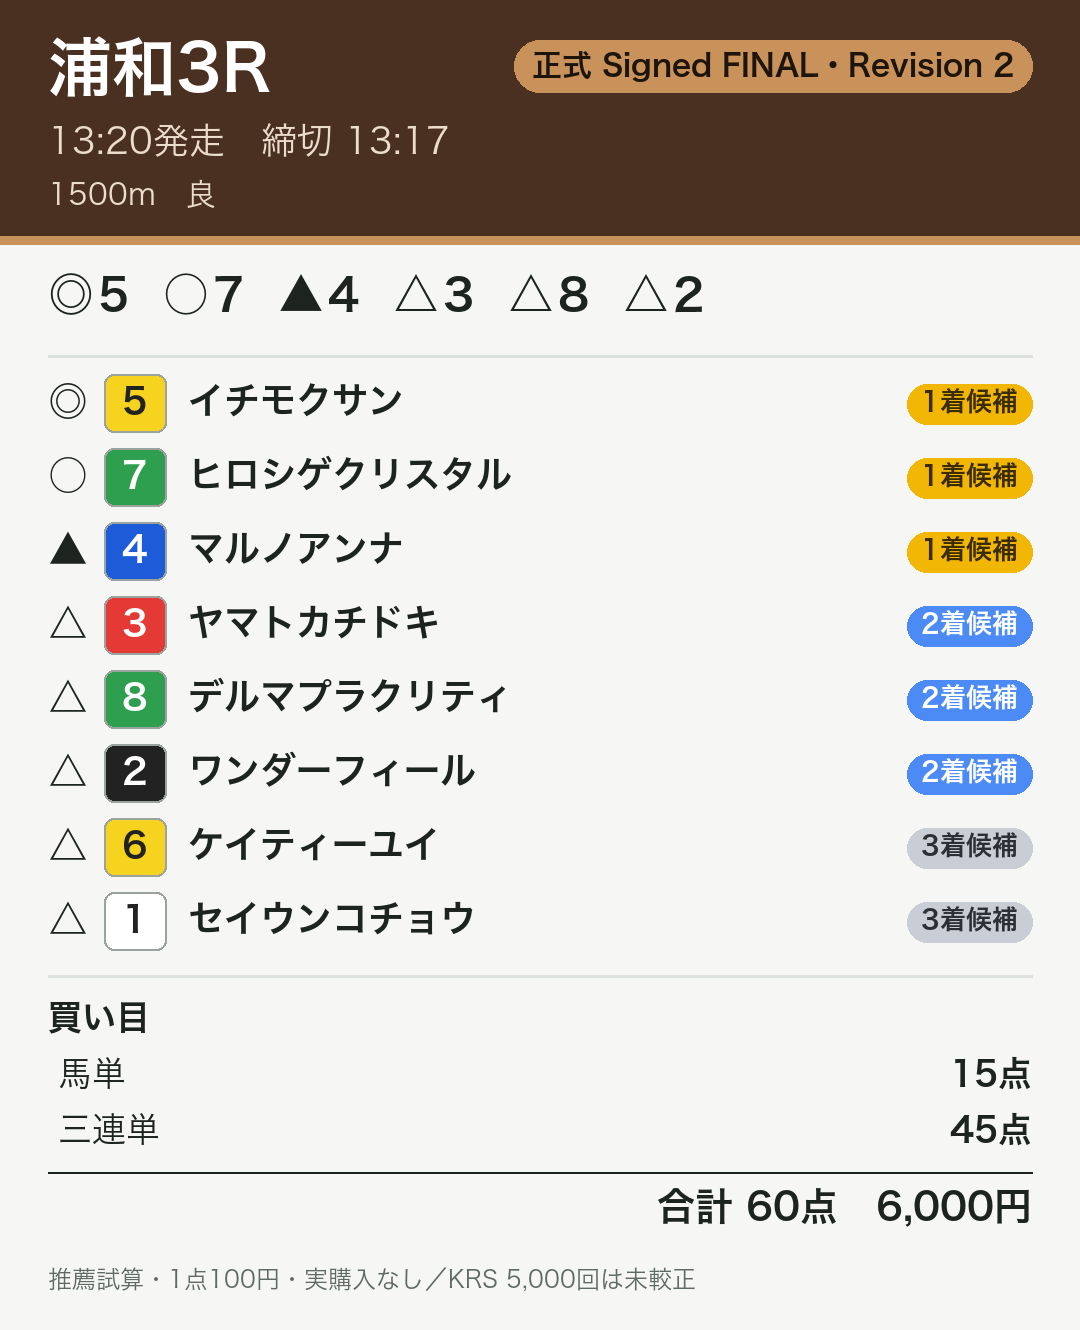 浦和3R
正式 Signed FINAL・Revision 2
13:20発走　締切 13:17
1500m　良
◎5 ○7 ▲4 △3 △8 △2
◎ 5 イチモクサン 1着候補
○ 7 ヒロシゲクリスタル 1着候補
▲ 4 マルノアンナ 1着候補
△ 3 ヤマトカチドキ 2着候補
△ 8 デルマプラクリティ 2着候補
△ 2 ワンダーフィール 2着候補
△ 6 ケイティーユイ 3着候補
△ 1 セイウンコチョウ 3着候補
買い目
馬単 15点
三連単 45点
合計 60点　6,000円
推薦試算・1点100円・実購入なし／KRS 5,000回は未較正